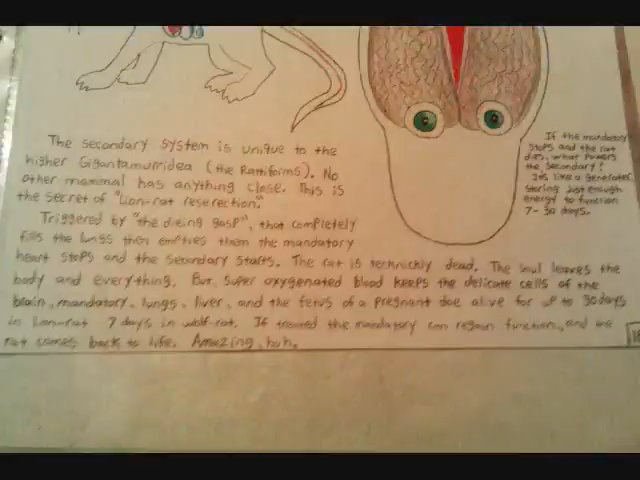 The secondary system is unique to the
higher Gigantamurridea (the Rattifoims). No
other mammal has anything close. This is
the secret of "Lion-rat reserection."
Triggered by "the dieing gasp", that completely
fills the lungs then empties them the mandatory
heart stops and the secondary starts. The rat is technickly dead. The soul leaves the
body and everything. But super oxygenated blood keeps the delicate cells of the
brain, mandatory, lungs, liver, and the fetus of a pregnant doe alive for up to 30 days
in Lion-rat 7 days in wolf-rat. If treated the mandatory can regain function, and the
rat comes back to life. Amazing, huh.
If the mandatory
stops and the rat
dies, what powers
the secondary?
Its like a generator
storing just enough
energy to function
7-30 days.